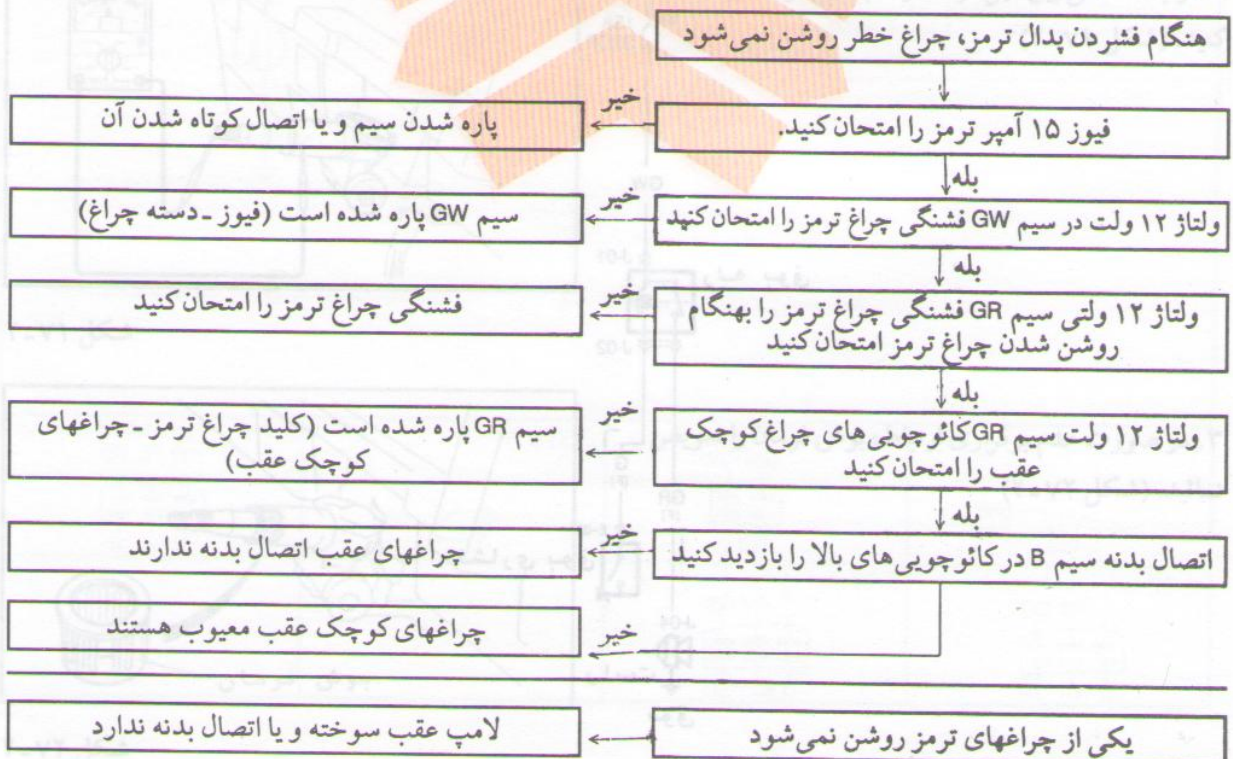 هنگام فشردن پدال ترمز، چراغ خطر روشن نمی‌شود
خیر
فیوز ۱۵ آمپر ترمز را امتحان کنید.
پاره شدن سیم و یا اتصال کوتاه شدن آن
بله
خیر
ولتاژ ۱۲ ولت در سیم GW فشنگی چراغ ترمز را امتحان کنید
سیم GW پاره شده است (فیوز ـ دسته چراغ)
بله
خیر
ولتاژ ۱۲ ولتی سیم GR فشنگی چراغ ترمز را بهنگام
روشن شدن چراغ ترمز امتحان کنید
فشنگی چراغ ترمز را امتحان کنید
بله
خیر
ولتاژ ۱۲ ولت سیم GR کائوچویی‌های چراغ کوچک
عقب را امتحان کنید
سیم GR پاره شده است (کلید چراغ ترمز ـ چراغهای
کوچک عقب)
بله
خیر
اتصال بدنه سیم B در کائوچویی‌های بالا را بازدید کنید
چراغهای عقب اتصال بدنه ندارند
خیر
چراغهای کوچک عقب معیوب هستند
یکی از چراغهای ترمز روشن نمی‌شود
لامپ عقب سوخته و یا اتصال بدنه ندارد